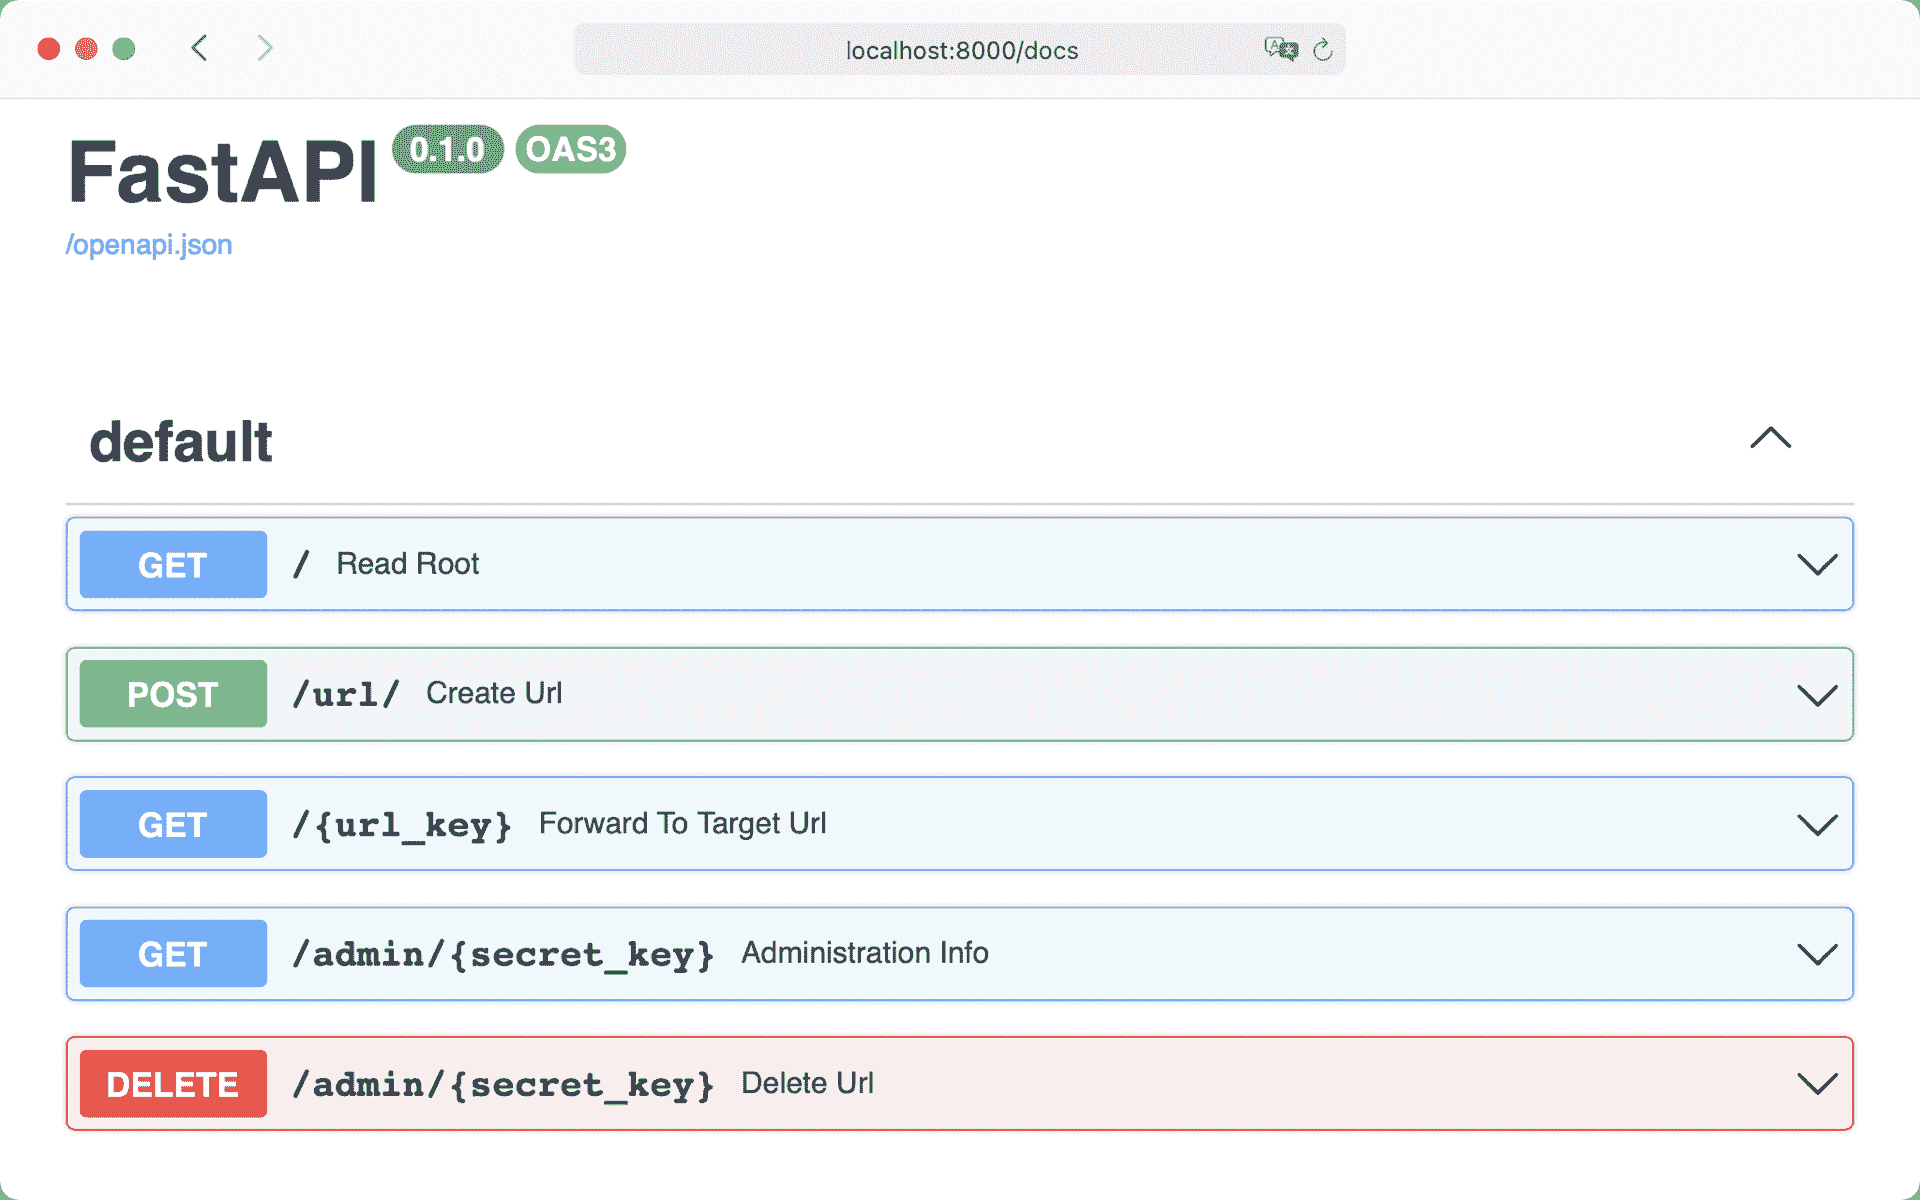 localhost:8000/docs
FastAPI 0.1.0 OAS3
/openapi.json
default
GET / Read Root
POST /url/ Create Url
GET /{url_key} Forward To Target Url
GET /admin/{secret_key} Administration Info
DELETE /admin/{secret_key} Delete Url